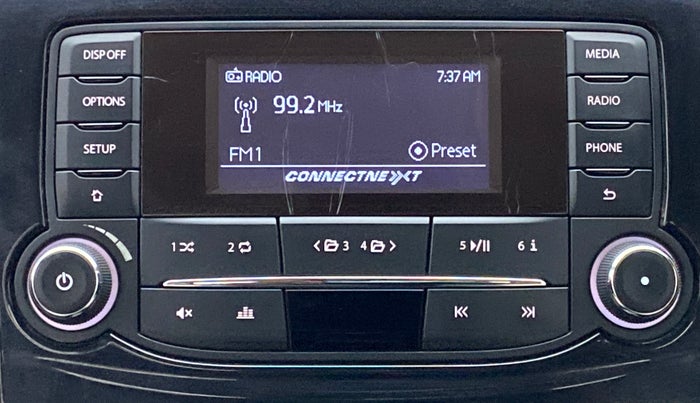 DISP OFF
OPTIONS
SETUP
RADIO 7:37 AM
99.2 MHz
FM1 Preset
CONNECTNEXT
MEDIA
RADIO
PHONE
1 2 < 3 4 > 5 6 i